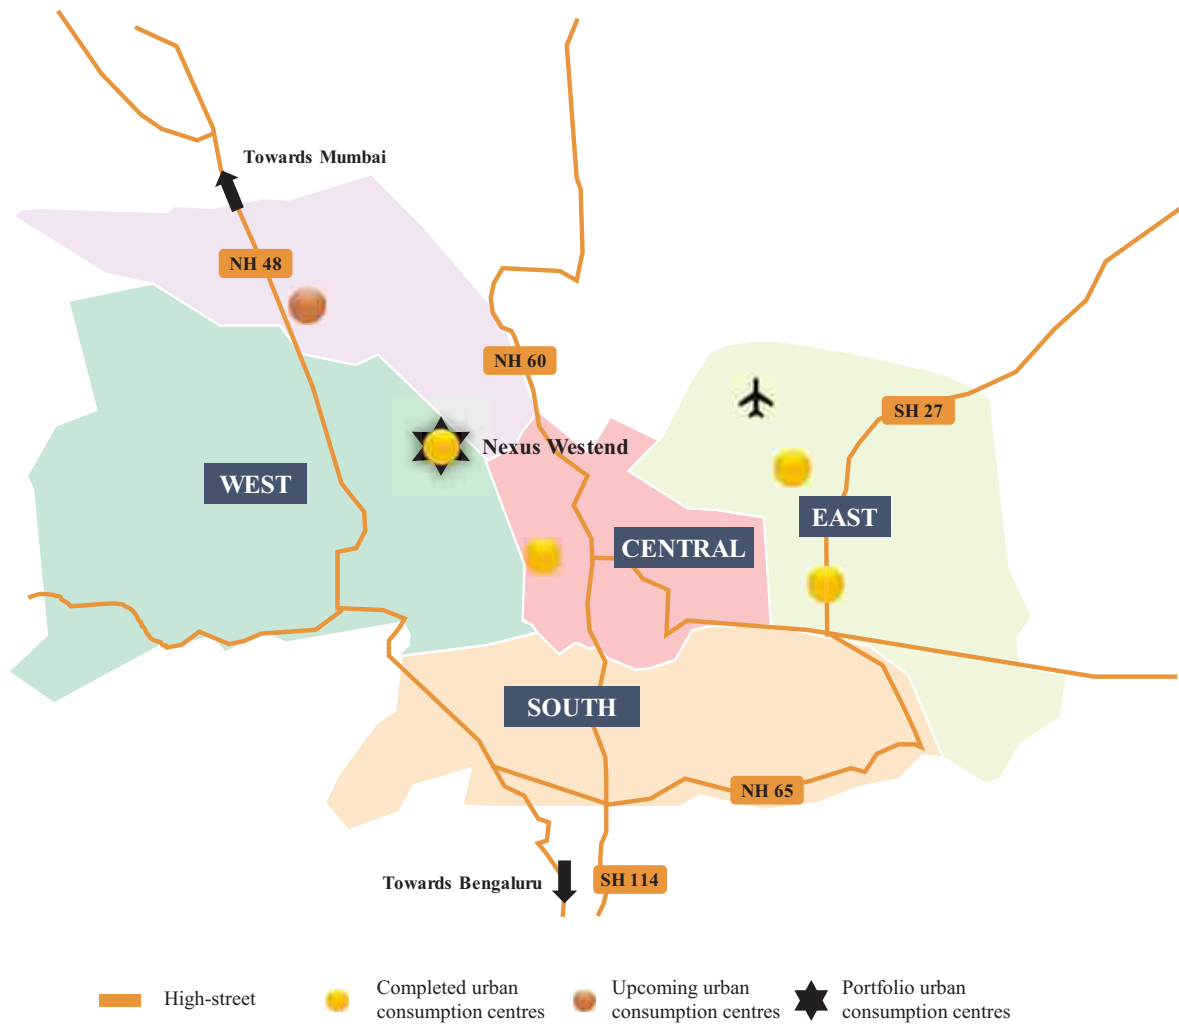 Towards Mumbai
NH 48
NH 60
SH 27
Nexus Westend
WEST
EAST
CENTRAL
SOUTH
NH 65
Towards Bengaluru
SH 114
High-street
Completed urban
consumption centres
Upcoming urban
consumption centres
Portfolio urban
consumption centres